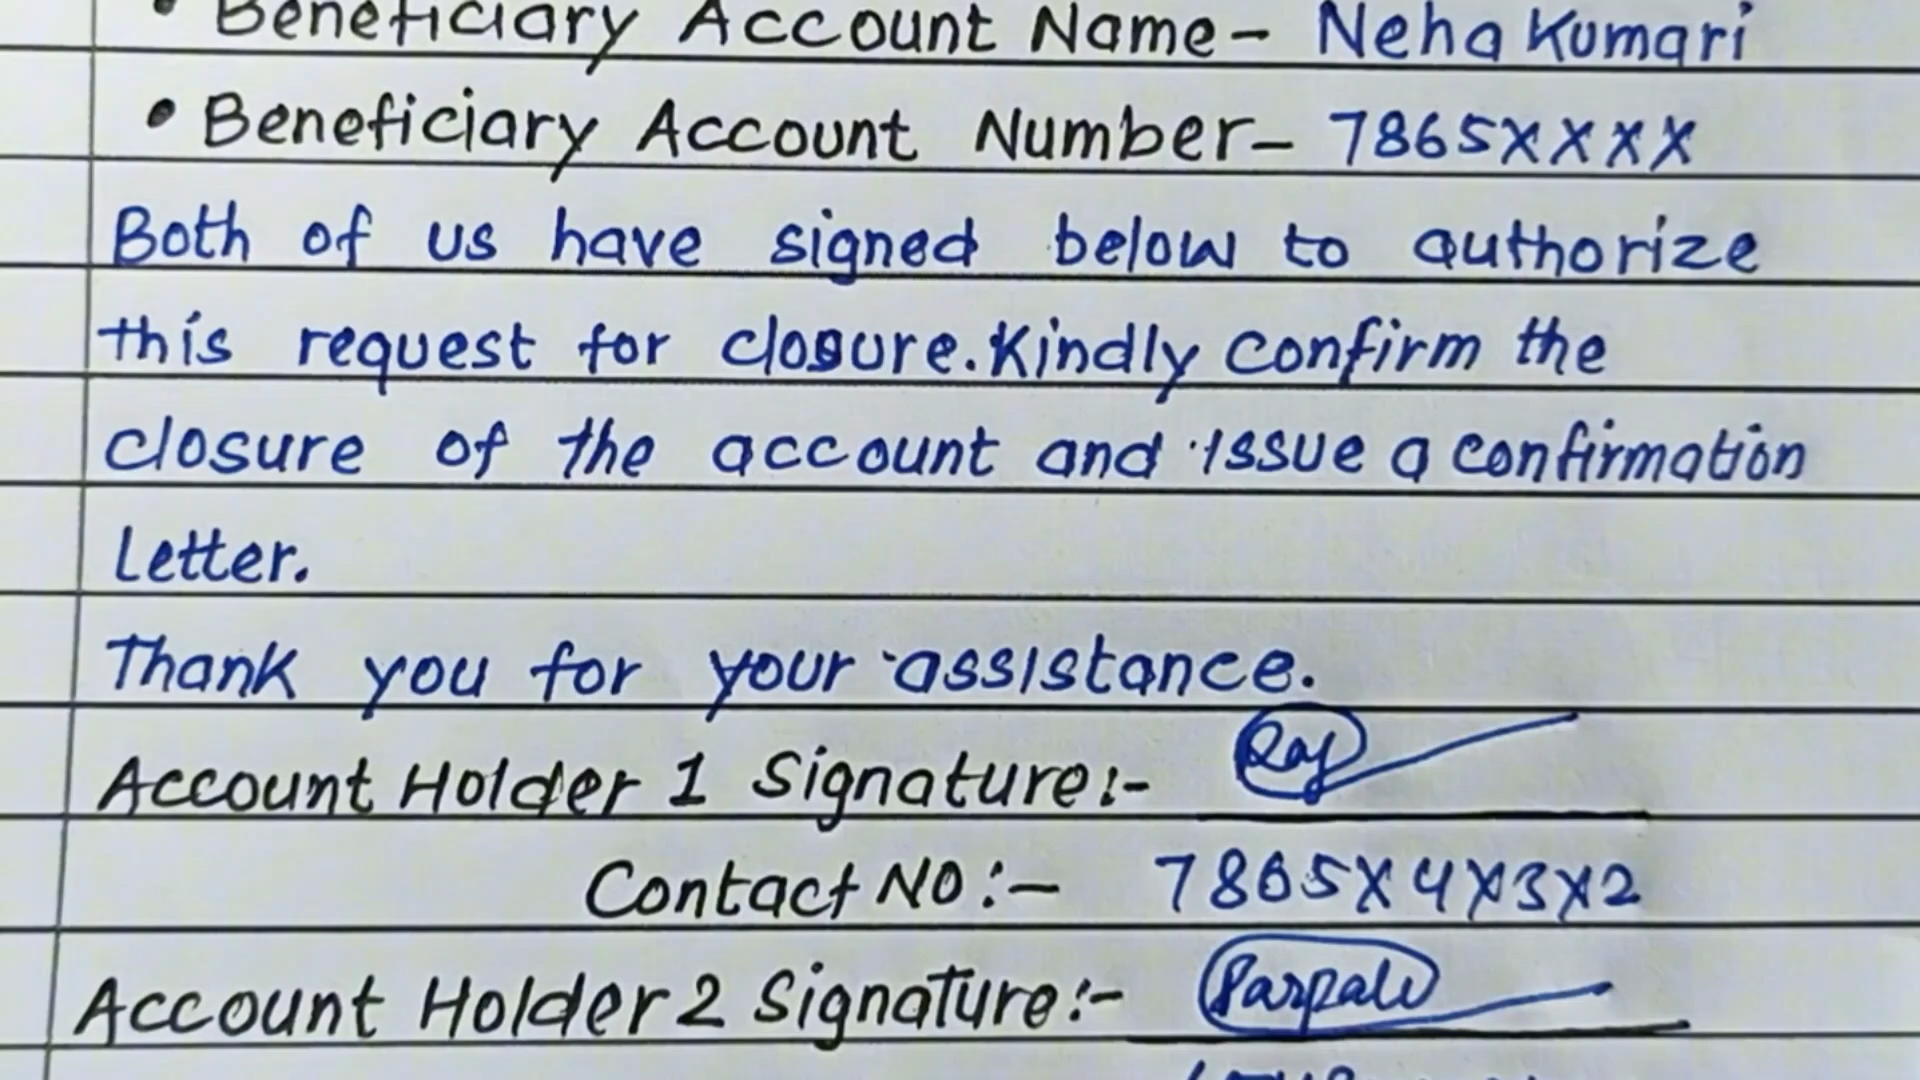 • Beneficiary Account Name- Neha Kumari
• Beneficiary Account Number- 7865XXXX
Both of us have signed below to authorize
this request for closure. Kindly confirm the
closure of the account and issue a confirmation
Letter.
Thank you for your assistance.
Account Holder 1 Signature:- Raj
Contact NO:- 7865X4X3X2
Account Holder 2 Signature:-